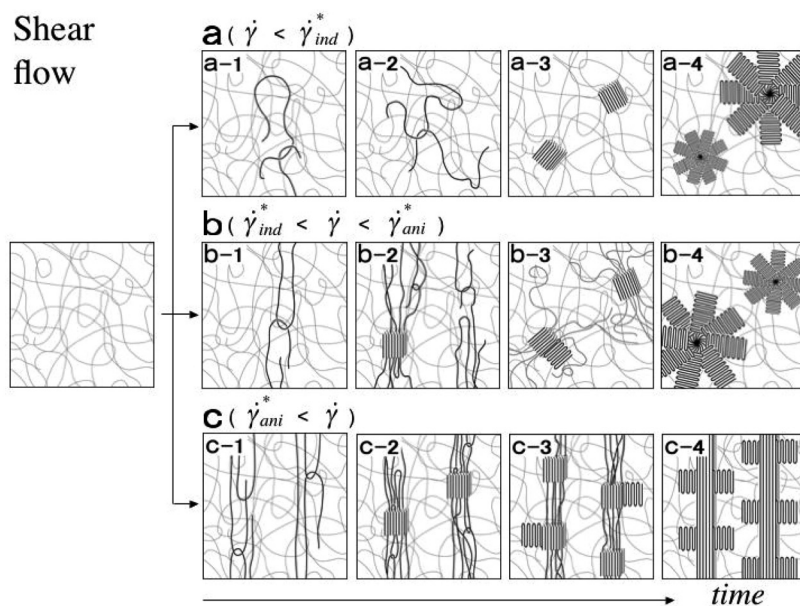 Shear
flow
a ( γ̇ < γ̇*ind )
a-1
a-2
a-3
a-4
b ( γ̇*ind < γ̇ < γ̇*ani )
b-1
b-2
b-3
b-4
c ( γ̇*ani < γ̇ )
c-1
c-2
c-3
c-4
time